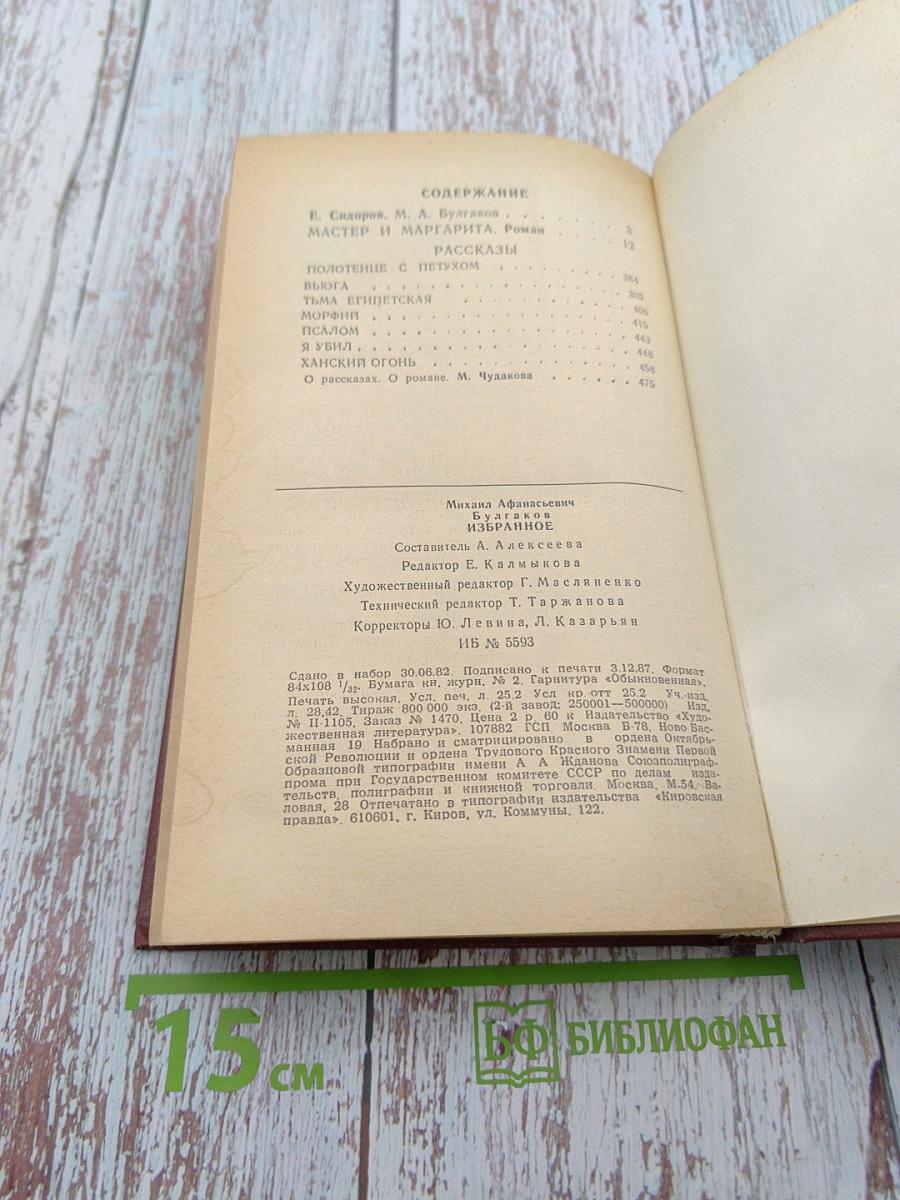 СОДЕРЖАНИЕ
Е. Сидоров. М. А. Булгаков . . . . . . 3
МАСТЕР И МАРГАРИТА. Роман . . . . 12
РАССКАЗЫ
ПОЛОТЕНЦЕ С ПЕТУХОМ . . . . . . . 384
ВЬЮГА . . . . . . . . . . . . . 395
ТЬМА ЕГИПЕТСКАЯ . . . . . . . . . 406
МОРФИЙ . . . . . . . . . . . . . 415
ПСАЛОМ . . . . . . . . . . . . . 443
Я УБИЛ . . . . . . . . . . . . . 448
ХАНСКИЙ ОГОНЬ . . . . . . . . . . 458
О рассказах. О романе. М. Чудакова . . . . . 475
Михаил Афанасьевич
Булгаков
ИЗБРАННОЕ
Составитель А. Алексеева
Редактор Е. Калмыкова
Художественный редактор Г. Масляненко
Технический редактор Т. Таржанова
Корректоры Ю. Левина, Л. Казарьян
ИБ № 5593
Сдано в набор 30.06.82. Подписано к печати 3.12.87. Формат
84х108 1/32. Бумага кн. журн. № 2. Гарнитура «Обыкновенная».
Печать высокая. Усл. печ. л. 25,2 Усл кр.-отт 25,2 Уч.-изд.
л. 28,42. Тираж 800 000 экз. (2-й завод: 250001—500000) Изд.
№ II-1105. Заказ № 1470. Цена 2 р. 60 к Издательство «Худо-
жественная литература». 107882 ГСП. Москва Б-78, Ново-Бас-
манная 19. Набрано и сматрицировано в ордена Октябрь-
ской Революции и ордена Трудового Красного Знамени Первой
Образцовой типографии имени А А Жданова Союзполиграф-
прома при Государственном комитете СССР по делам изда-
тельств, полиграфии и книжной торговли. Москва, М-54, Ва-
ловая, 28 Отпечатано в типографии издательства «Кировская
правда». 610601, г. Киров, ул. Коммуны, 122.
15 см
БФ БИБЛИОФАН